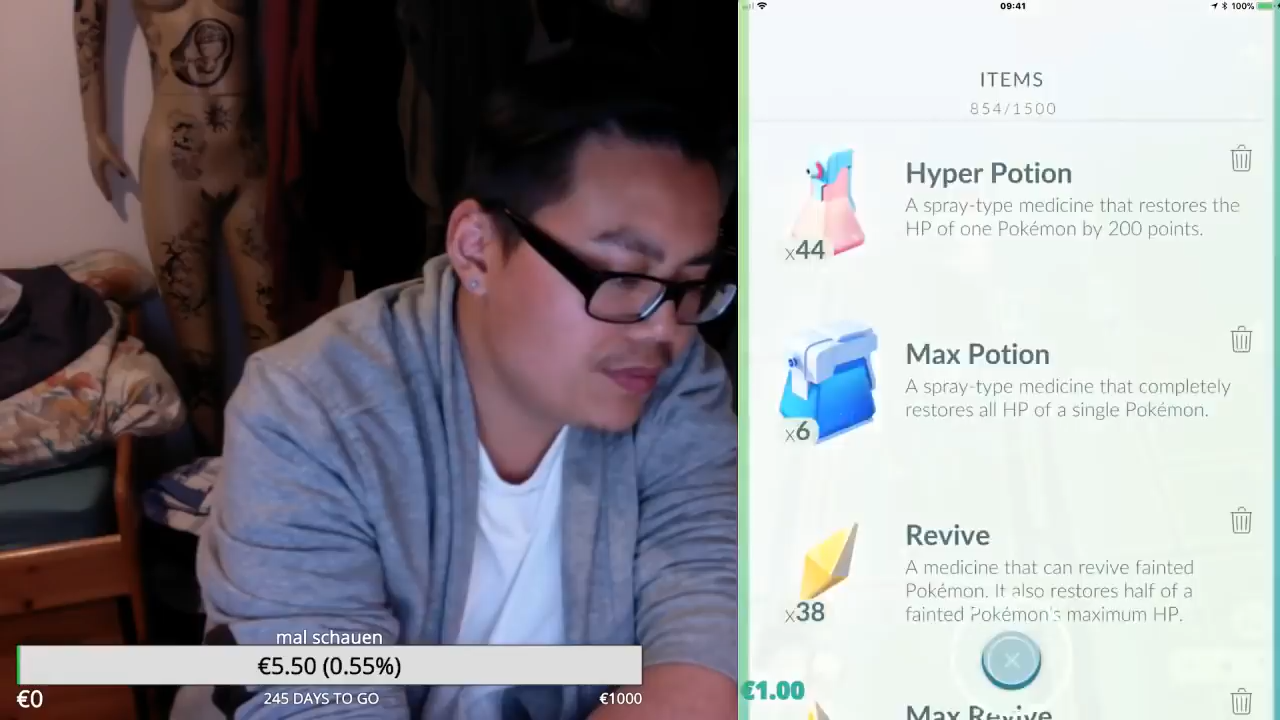 09:41
100%
ITEMS
854/1500
Hyper Potion
A spray-type medicine that restores the
HP of one Pokémon by 200 points.
x44
Max Potion
A spray-type medicine that completely
restores all HP of a single Pokémon.
x6
Revive
A medicine that can revive fainted
Pokémon. It also restores half of a
fainted Pokémon's maximum HP.
x38
Max Revive
€1.00
mal schauen
€5.50 (0.55%)
€0
245 DAYS TO GO
€1000